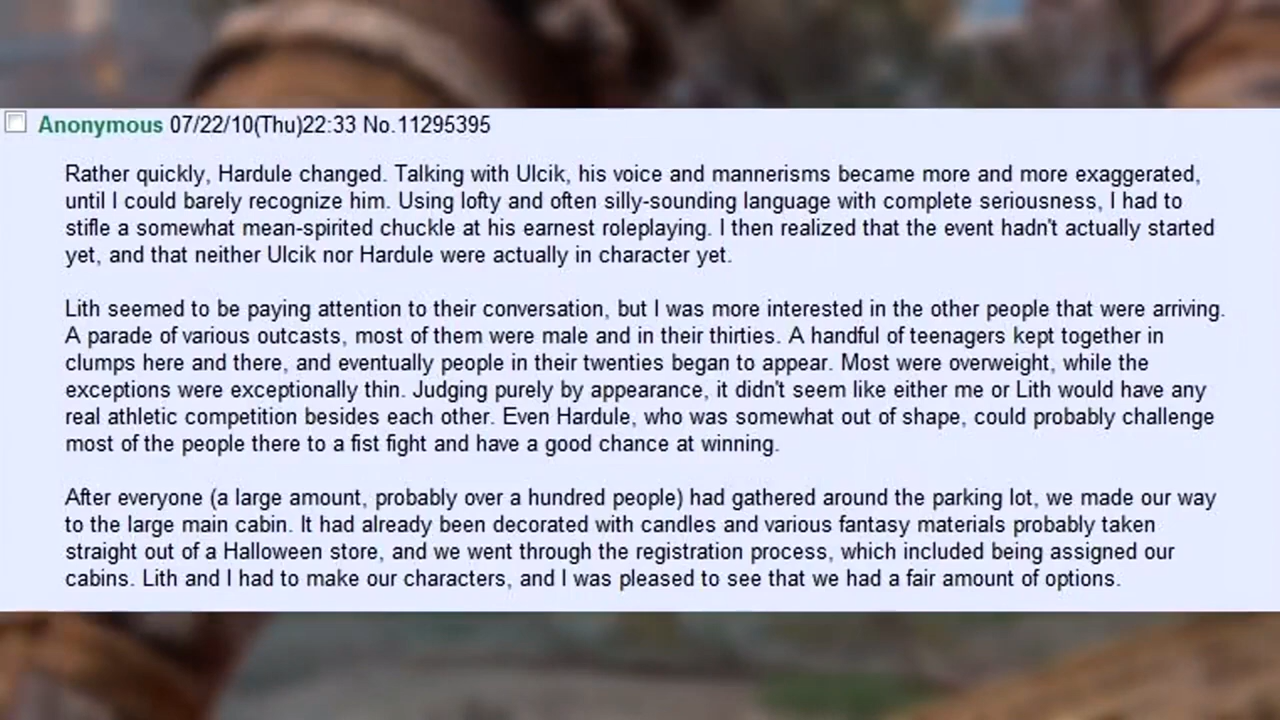 Anonymous 07/22/10(Thu)22:33 No.11295395
Rather quickly, Hardule changed. Talking with Ulcik, his voice and mannerisms became more and more exaggerated,
until I could barely recognize him. Using lofty and often silly-sounding language with complete seriousness, I had to
stifle a somewhat mean-spirited chuckle at his earnest roleplaying. I then realized that the event hadn't actually started
yet, and that neither Ulcik nor Hardule were actually in character yet.
Lith seemed to be paying attention to their conversation, but I was more interested in the other people that were arriving.
A parade of various outcasts, most of them were male and in their thirties. A handful of teenagers kept together in
clumps here and there, and eventually people in their twenties began to appear. Most were overweight, while the
exceptions were exceptionally thin. Judging purely by appearance, it didn't seem like either me or Lith would have any
real athletic competition besides each other. Even Hardule, who was somewhat out of shape, could probably challenge
most of the people there to a fist fight and have a good chance at winning.
After everyone (a large amount, probably over a hundred people) had gathered around the parking lot, we made our way
to the large main cabin. It had already been decorated with candles and various fantasy materials probably taken
straight out of a Halloween store, and we went through the registration process, which included being assigned our
cabins. Lith and I had to make our characters, and I was pleased to see that we had a fair amount of options.